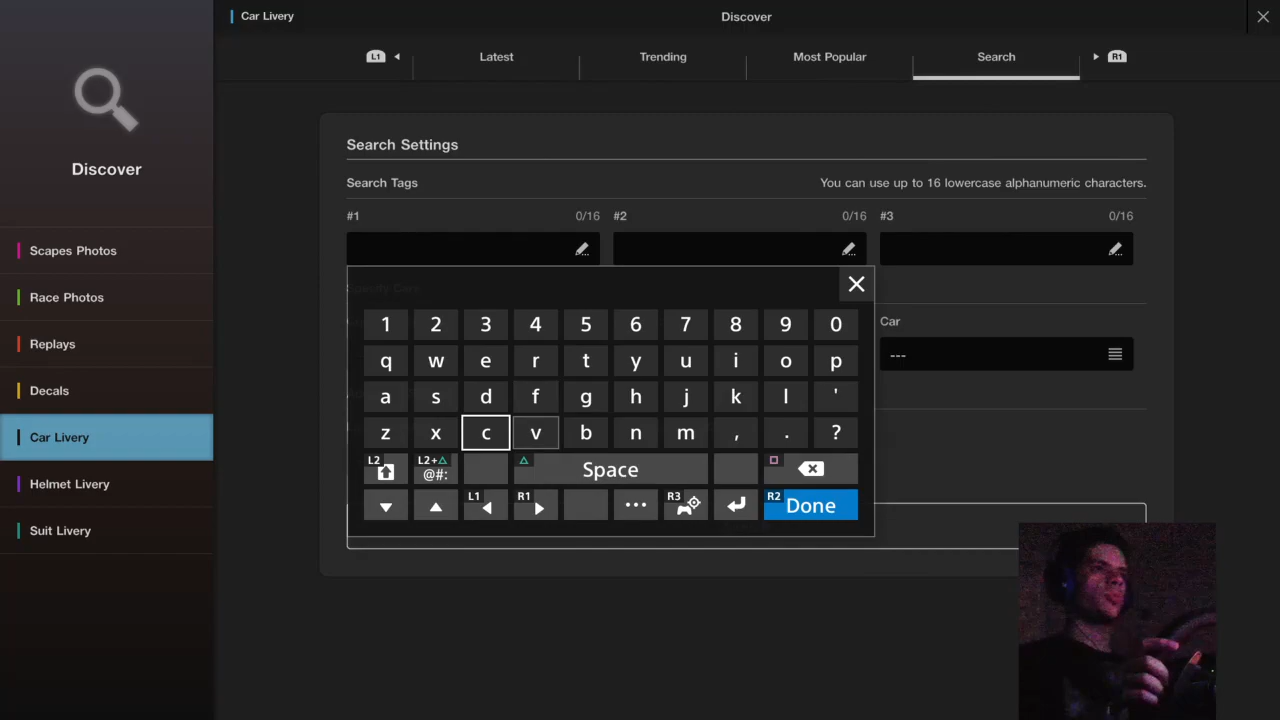 Car Livery
Discover
L1
Latest
Trending
Most Popular
Search
R1
Discover
Scapes Photos
Race Photos
Replays
Decals
Car Livery
Helmet Livery
Suit Livery
Search Settings
Search Tags
You can use up to 16 lowercase alphanumeric characters.
#1 0/16
#2 0/16
#3 0/16
Car
---
1 2 3 4 5 6 7 8 9 0
q w e r t y u i o p
a s d f g h j k l '
z x c v b n m , . ?
L2 L2+△ @#: △ Space
L1 R1 ... R3 R2 Done